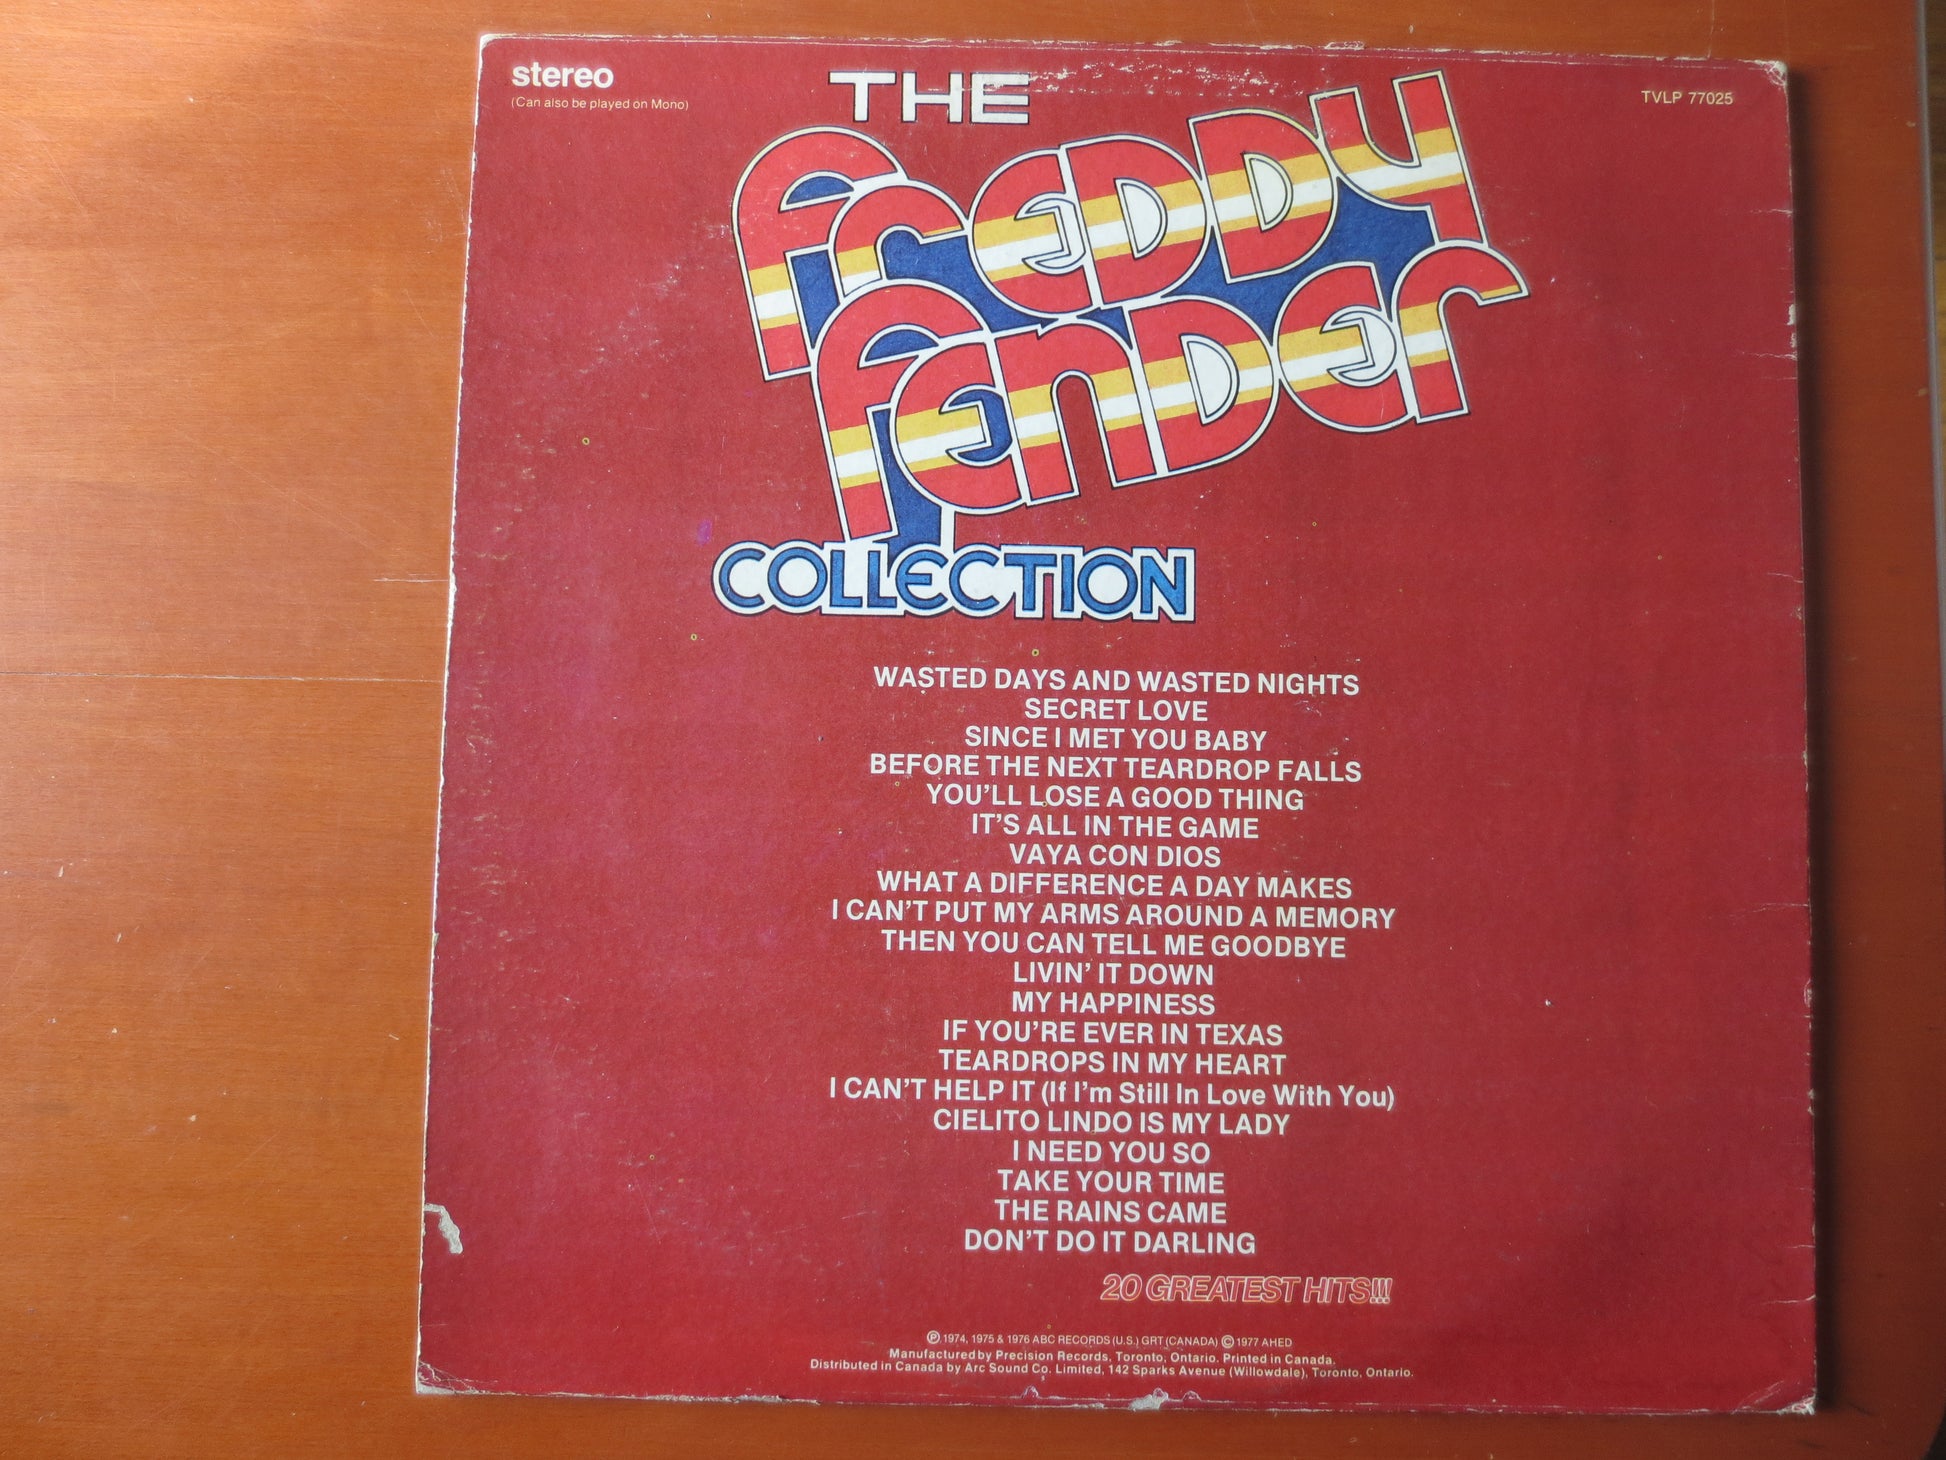 stereo
(Can also be played on Mono)
TVLP 77025
THE
FREDDY
FENDER
COLLECTION
WASTED DAYS AND WASTED NIGHTS
SECRET LOVE
SINCE I MET YOU BABY
BEFORE THE NEXT TEARDROP FALLS
YOU'LL LOSE A GOOD THING
IT'S ALL IN THE GAME
VAYA CON DIOS
WHAT A DIFFERENCE A DAY MAKES
I CAN'T PUT MY ARMS AROUND A MEMORY
THEN YOU CAN TELL ME GOODBYE
LIVIN' IT DOWN
MY HAPPINESS
IF YOU'RE EVER IN TEXAS
TEARDROPS IN MY HEART
I CAN'T HELP IT (If I'm Still In Love With You)
CIELITO LINDO IS MY LADY
I NEED YOU SO
TAKE YOUR TIME
THE RAINS CAME
DON'T DO IT DARLING
20 GREATEST HITS!!!
℗ 1974, 1975 & 1976 ABC RECORDS (U.S.) GRT (CANADA) © 1977 AHED
Manufactured by Precision Records, Toronto, Ontario. Printed in Canada.
Distributed in Canada by Arc Sound Co. Limited, 142 Sparks Avenue (Willowdale), Toronto, Ontario.